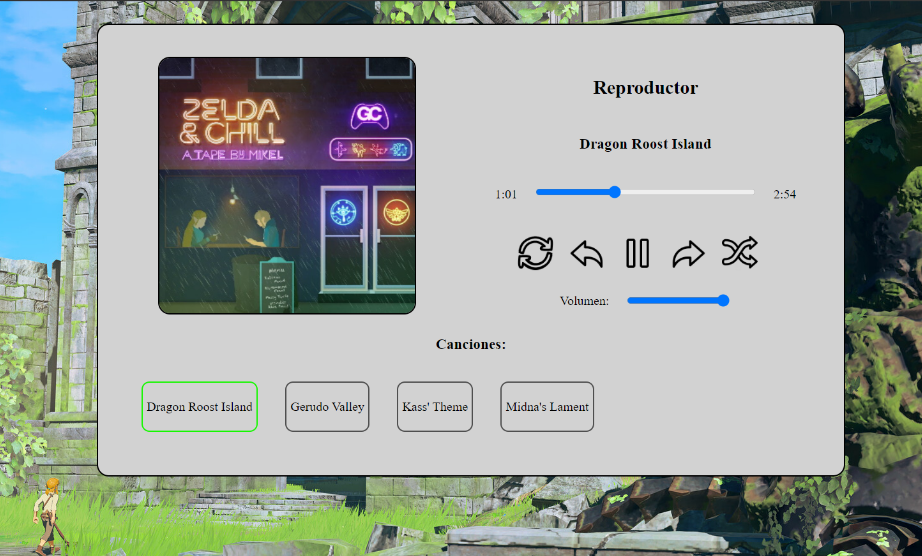 ZELDA
& CHILL
A TAPE BY MIKEL
GC
Reproductor
Dragon Roost Island
1:01
2:54
Volumen:
Canciones:
Dragon Roost Island
Gerudo Valley
Kass' Theme
Midna's Lament